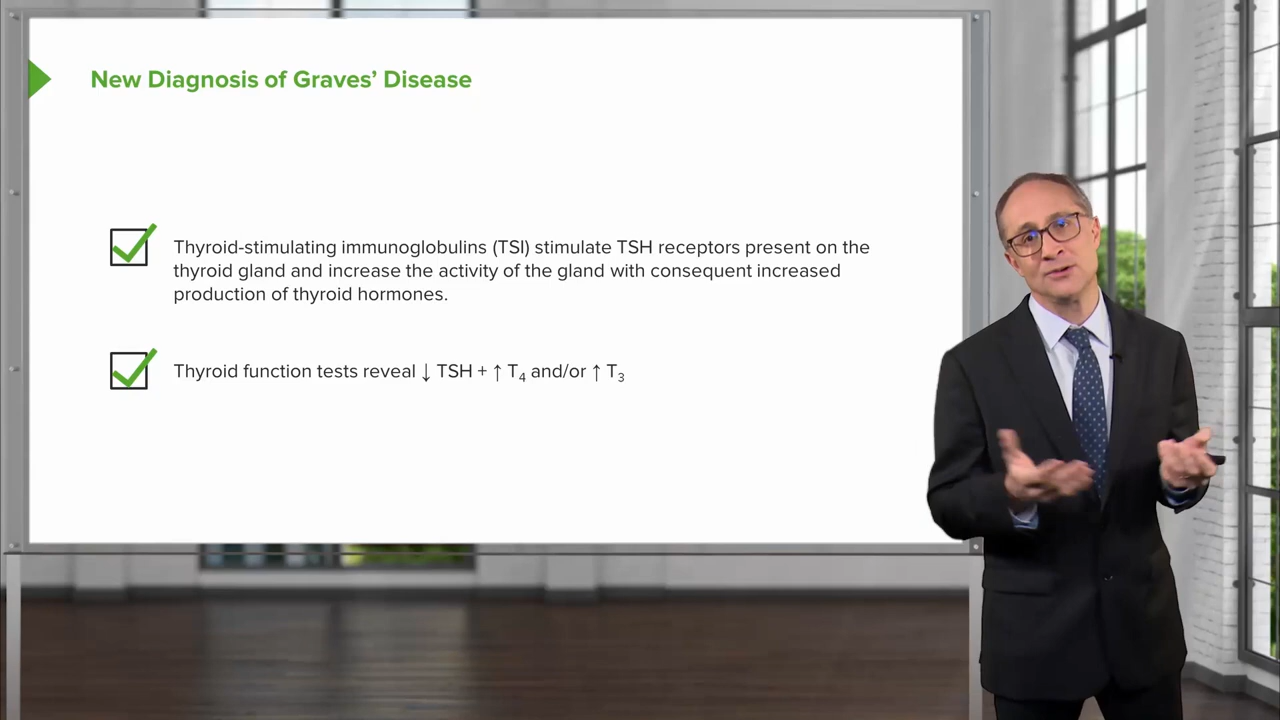 New Diagnosis of Graves’ Disease
Thyroid-stimulating immunoglobulins (TSI) stimulate TSH receptors present on the
thyroid gland and increase the activity of the gland with consequent increased
production of thyroid hormones.
Thyroid function tests reveal ↓ TSH + ↑ T₄ and/or ↑ T₃